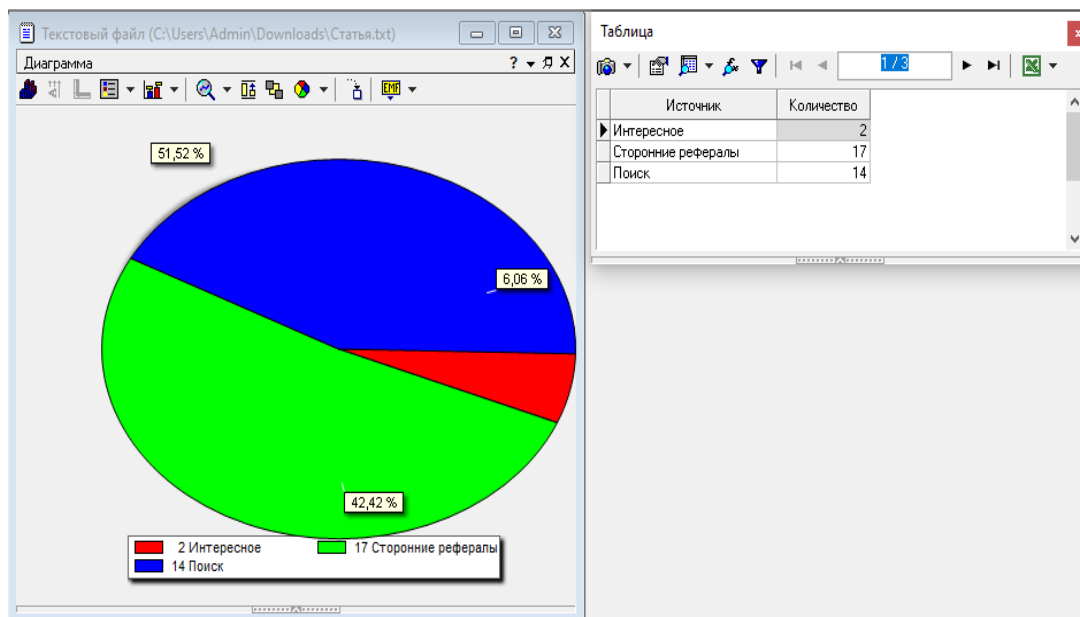 Текстовый файл (C:\Users\Admin\Downloads\Статья.txt)
Диаграмма
?
X
EMF
51,52 %
6,06 %
42,42 %
2 Интересное
17 Сторонние рефералы
14 Поиск
Таблица
1 / 3
Источник Количество
Интересное 2
Сторонние рефералы 17
Поиск 14